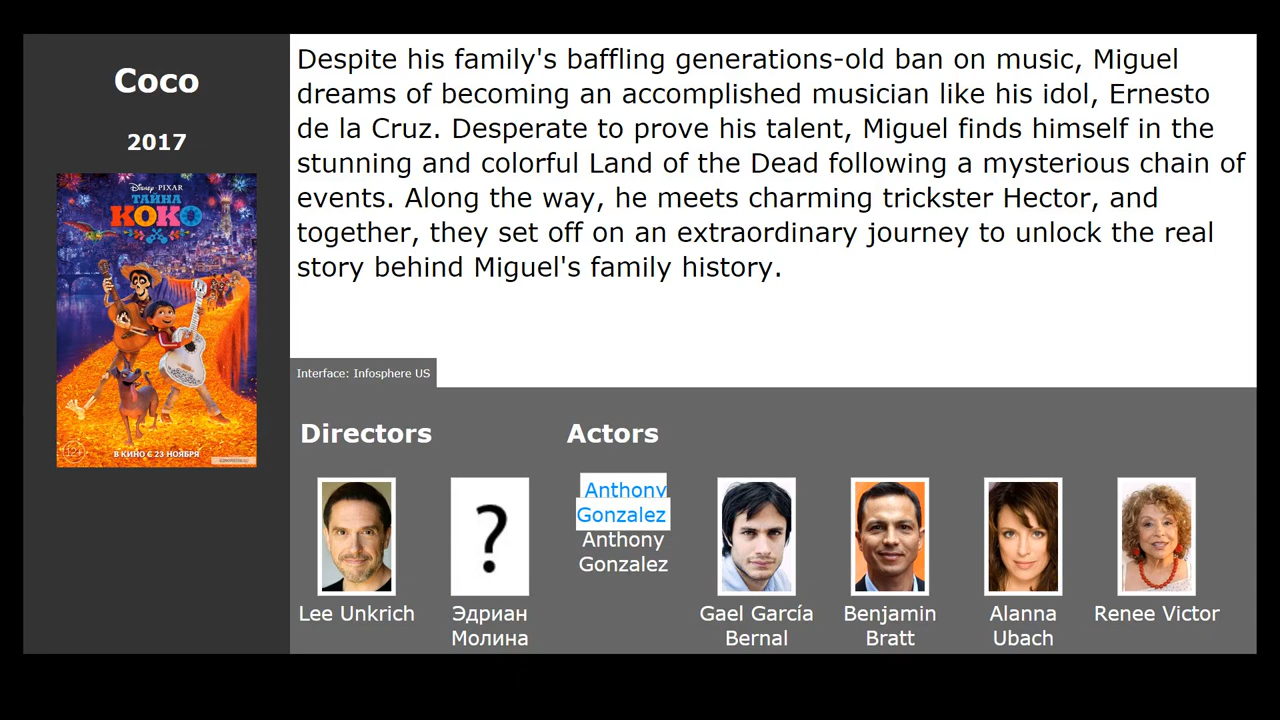 Coco
2017
Disney PIXAR
ТАЙНА
КОКО
12+
В КИНО С 23 НОЯБРЯ
Despite his family's baffling generations-old ban on music, Miguel
dreams of becoming an accomplished musician like his idol, Ernesto
de la Cruz. Desperate to prove his talent, Miguel finds himself in the
stunning and colorful Land of the Dead following a mysterious chain of
events. Along the way, he meets charming trickster Hector, and
together, they set off on an extraordinary journey to unlock the real
story behind Miguel's family history.
Interface: Infosphere US
Directors
Lee Unkrich
Эдриан
Молина
Actors
Anthony
Gonzalez
Anthony
Gonzalez
Gael García
Bernal
Benjamin
Bratt
Alanna
Ubach
Renee Victor